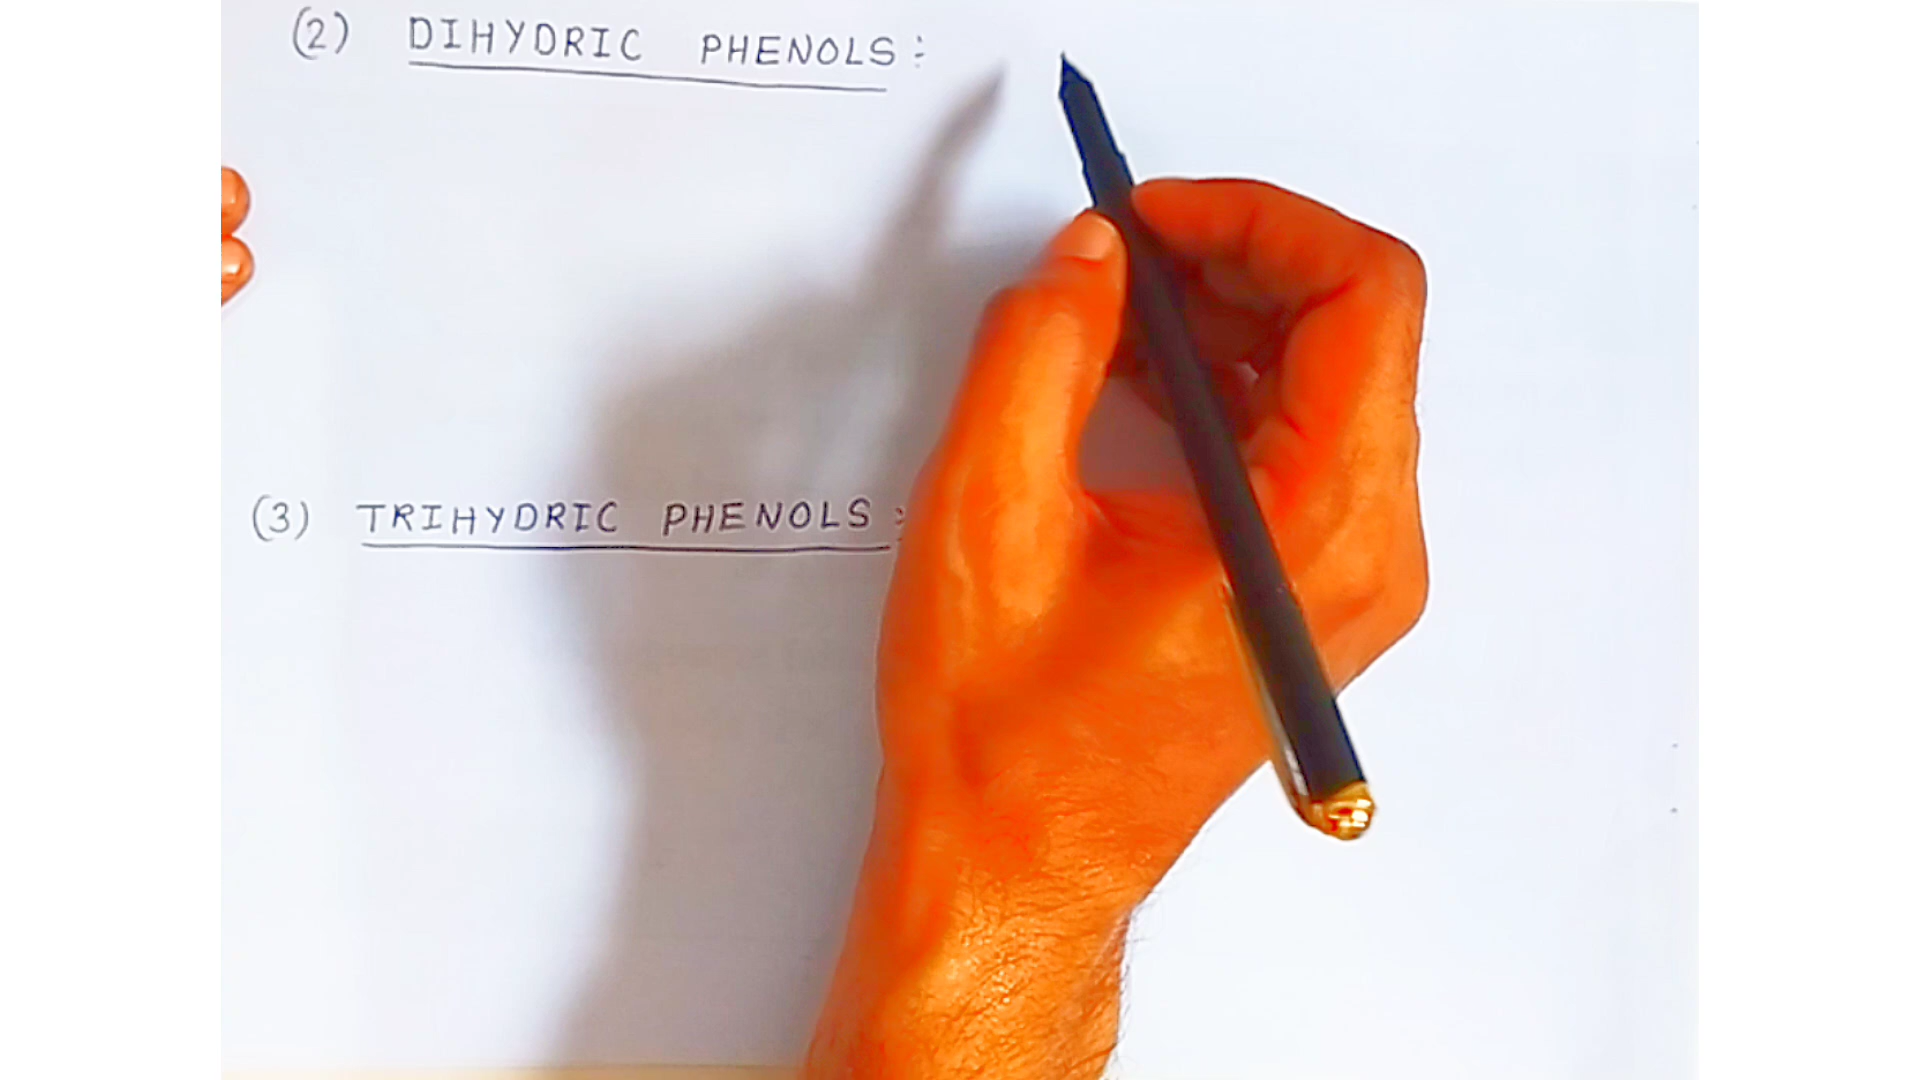 (2) DIHYDRIC PHENOLS :
(3) TRIHYDRIC PHENOLS :